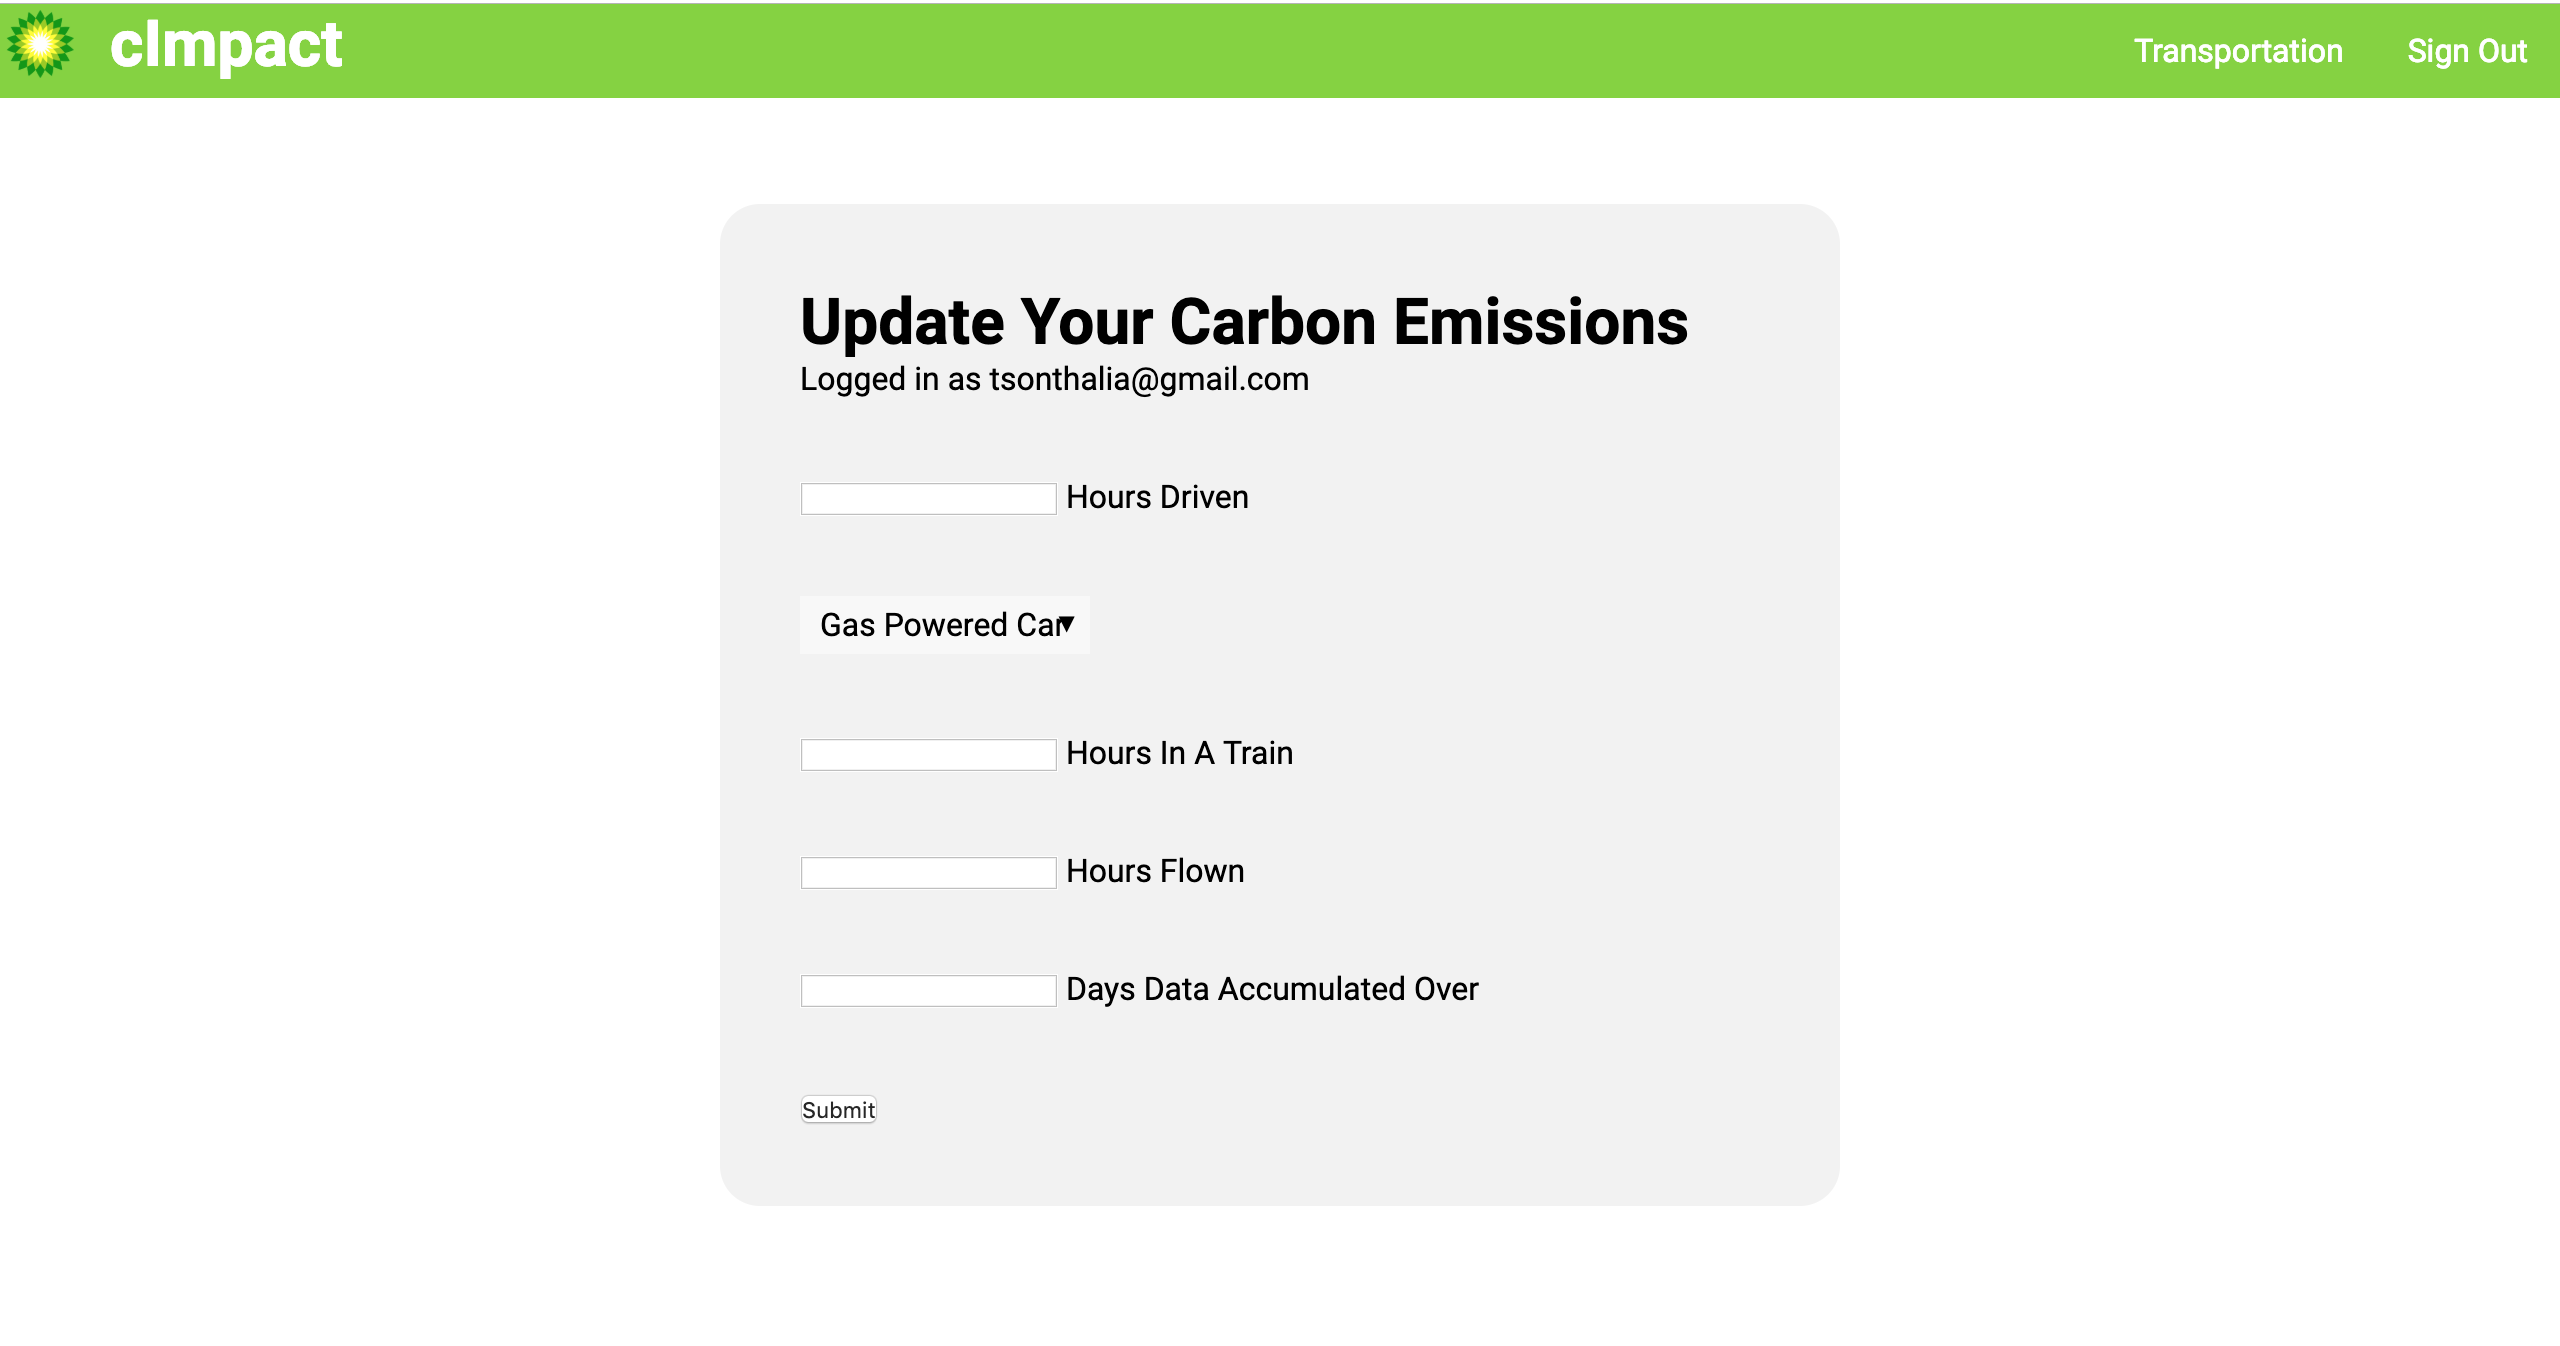 cImpact
Transportation
Sign Out
Update Your Carbon Emissions
Logged in as tsonthalia@gmail.com
Hours Driven
Gas Powered Car
Hours In A Train
Hours Flown
Days Data Accumulated Over
Submit